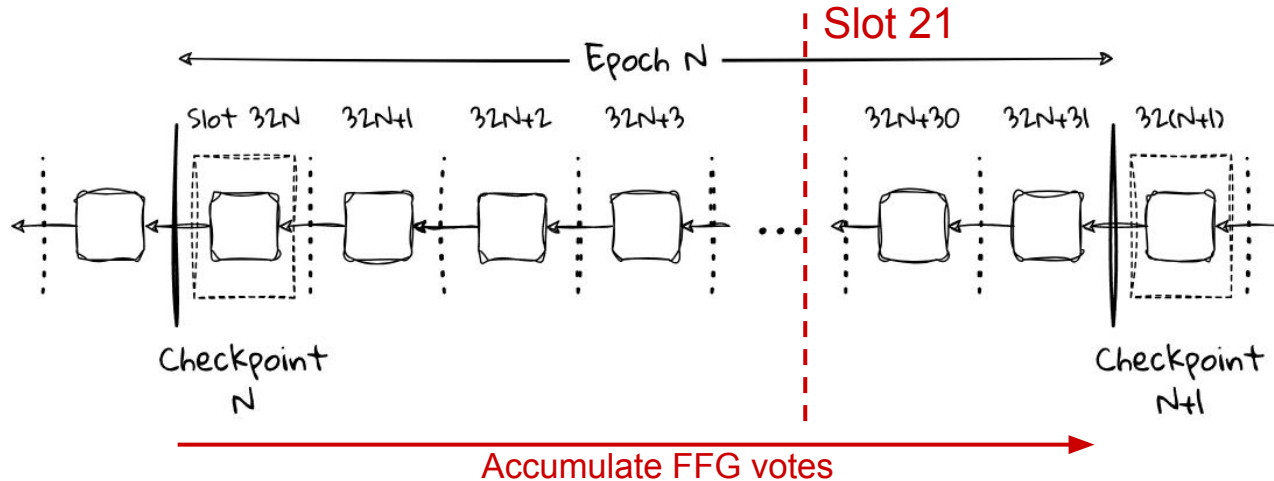 Slot 21
Epoch N
Slot 32N 32N+1 32N+2 32N+3 32N+30 32N+31 32(N+1)
...
Checkpoint
N
Checkpoint
N+1
Accumulate FFG votes